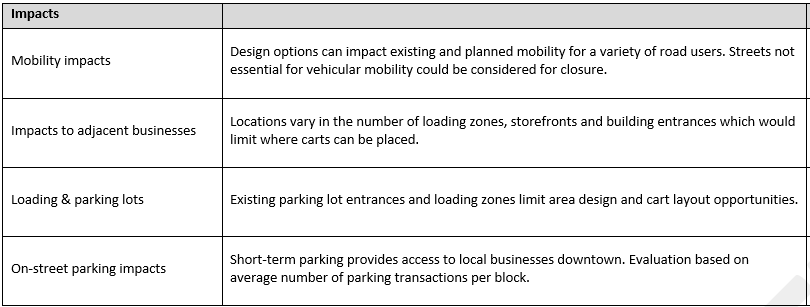 Impacts
Mobility impacts
Design options can impact existing and planned mobility for a variety of road users. Streets not
essential for vehicular mobility could be considered for closure.
Impacts to adjacent businesses
Locations vary in the number of loading zones, storefronts and building entrances which would
limit where carts can be placed.
Loading & parking lots
Existing parking lot entrances and loading zones limit area design and cart layout opportunities.
On-street parking impacts
Short-term parking provides access to local businesses downtown. Evaluation based on
average number of parking transactions per block.